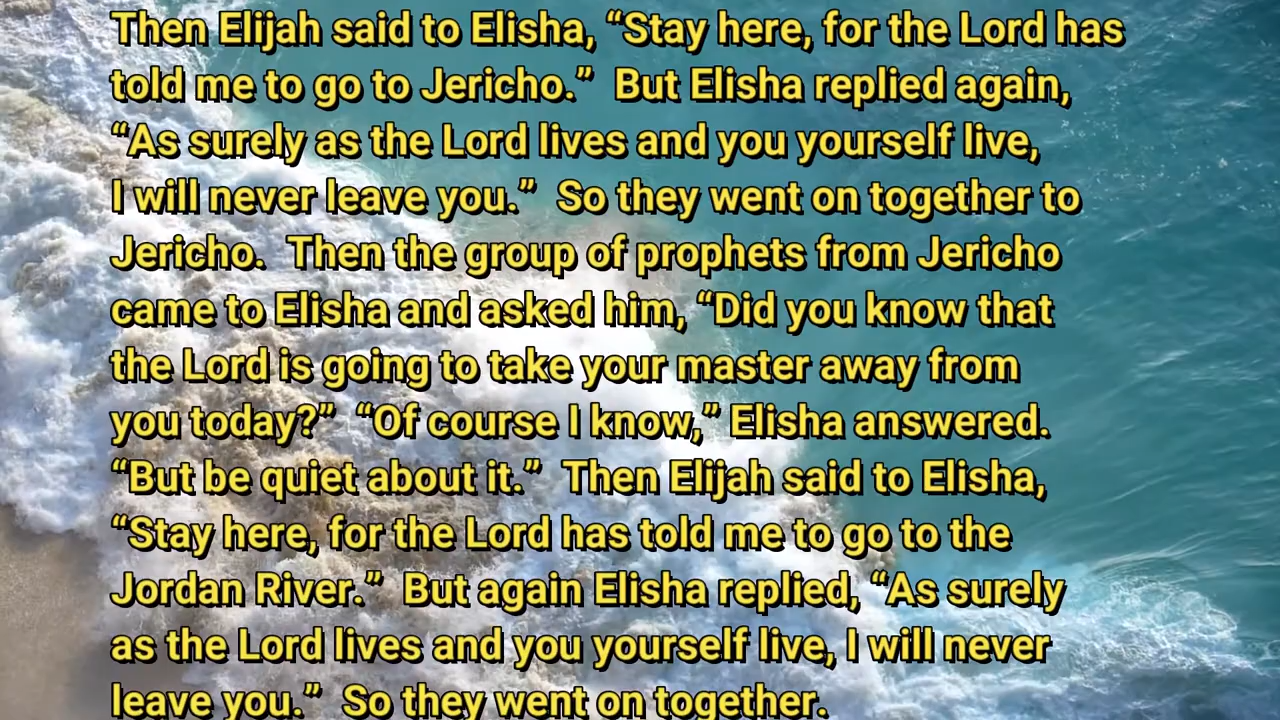 Then Elijah said to Elisha, “Stay here, for the Lord has
told me to go to Jericho.”  But Elisha replied again,
“As surely as the Lord lives and you yourself live,
I will never leave you.”  So they went on together to
Jericho.  Then the group of prophets from Jericho
came to Elisha and asked him, “Did you know that
the Lord is going to take your master away from
you today?”  “Of course I know,” Elisha answered.
“But be quiet about it.”  Then Elijah said to Elisha,
“Stay here, for the Lord has told me to go to the
Jordan River.”  But again Elisha replied, “As surely
as the Lord lives and you yourself live, I will never
leave you.”  So they went on together.